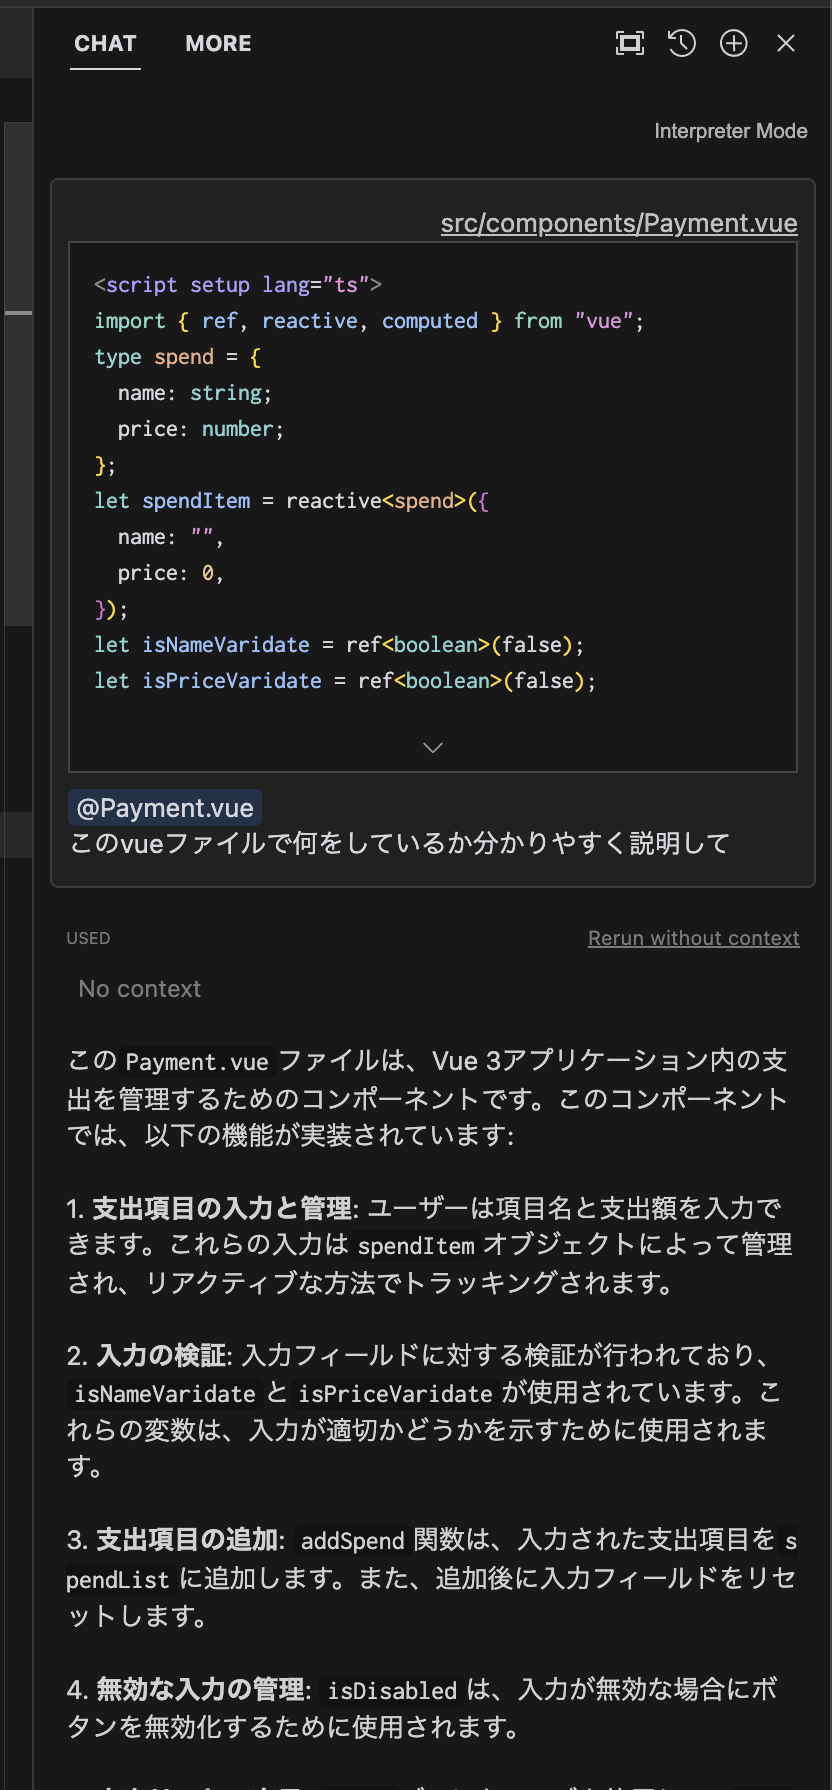 CHAT MORE
Interpreter Mode
src/components/Payment.vue
<script setup lang="ts">
import { ref, reactive, computed } from "vue";
type spend = {
  name: string;
  price: number;
};
let spendItem = reactive<spend>({
  name: "",
  price: 0,
});
let isNameVaridate = ref<boolean>(false);
let isPriceVaridate = ref<boolean>(false);
@Payment.vue
このvueファイルで何をしているか分かりやすく説明して
USED Rerun without context
No context
この Payment.vue ファイルは、Vue 3アプリケーション内の支
出を管理するためのコンポーネントです。このコンポーネント
では、以下の機能が実装されています:
1. 支出項目の入力と管理: ユーザーは項目名と支出額を入力で
きます。これらの入力は spendItem オブジェクトによって管理
され、リアクティブな方法でトラッキングされます。
2. 入力の検証: 入力フィールドに対する検証が行われており、
isNameVaridate と isPriceVaridate が使用されています。こ
れらの変数は、入力が適切かどうかを示すために使用されま
す。
3. 支出項目の追加: addSpend 関数は、入力された支出項目を s
pendList に追加します。また、追加後に入力フィールドをリセ
ットします。
4. 無効な入力の管理: isDisabled は、入力が無効な場合にボ
タンを無効化するために使用されます。